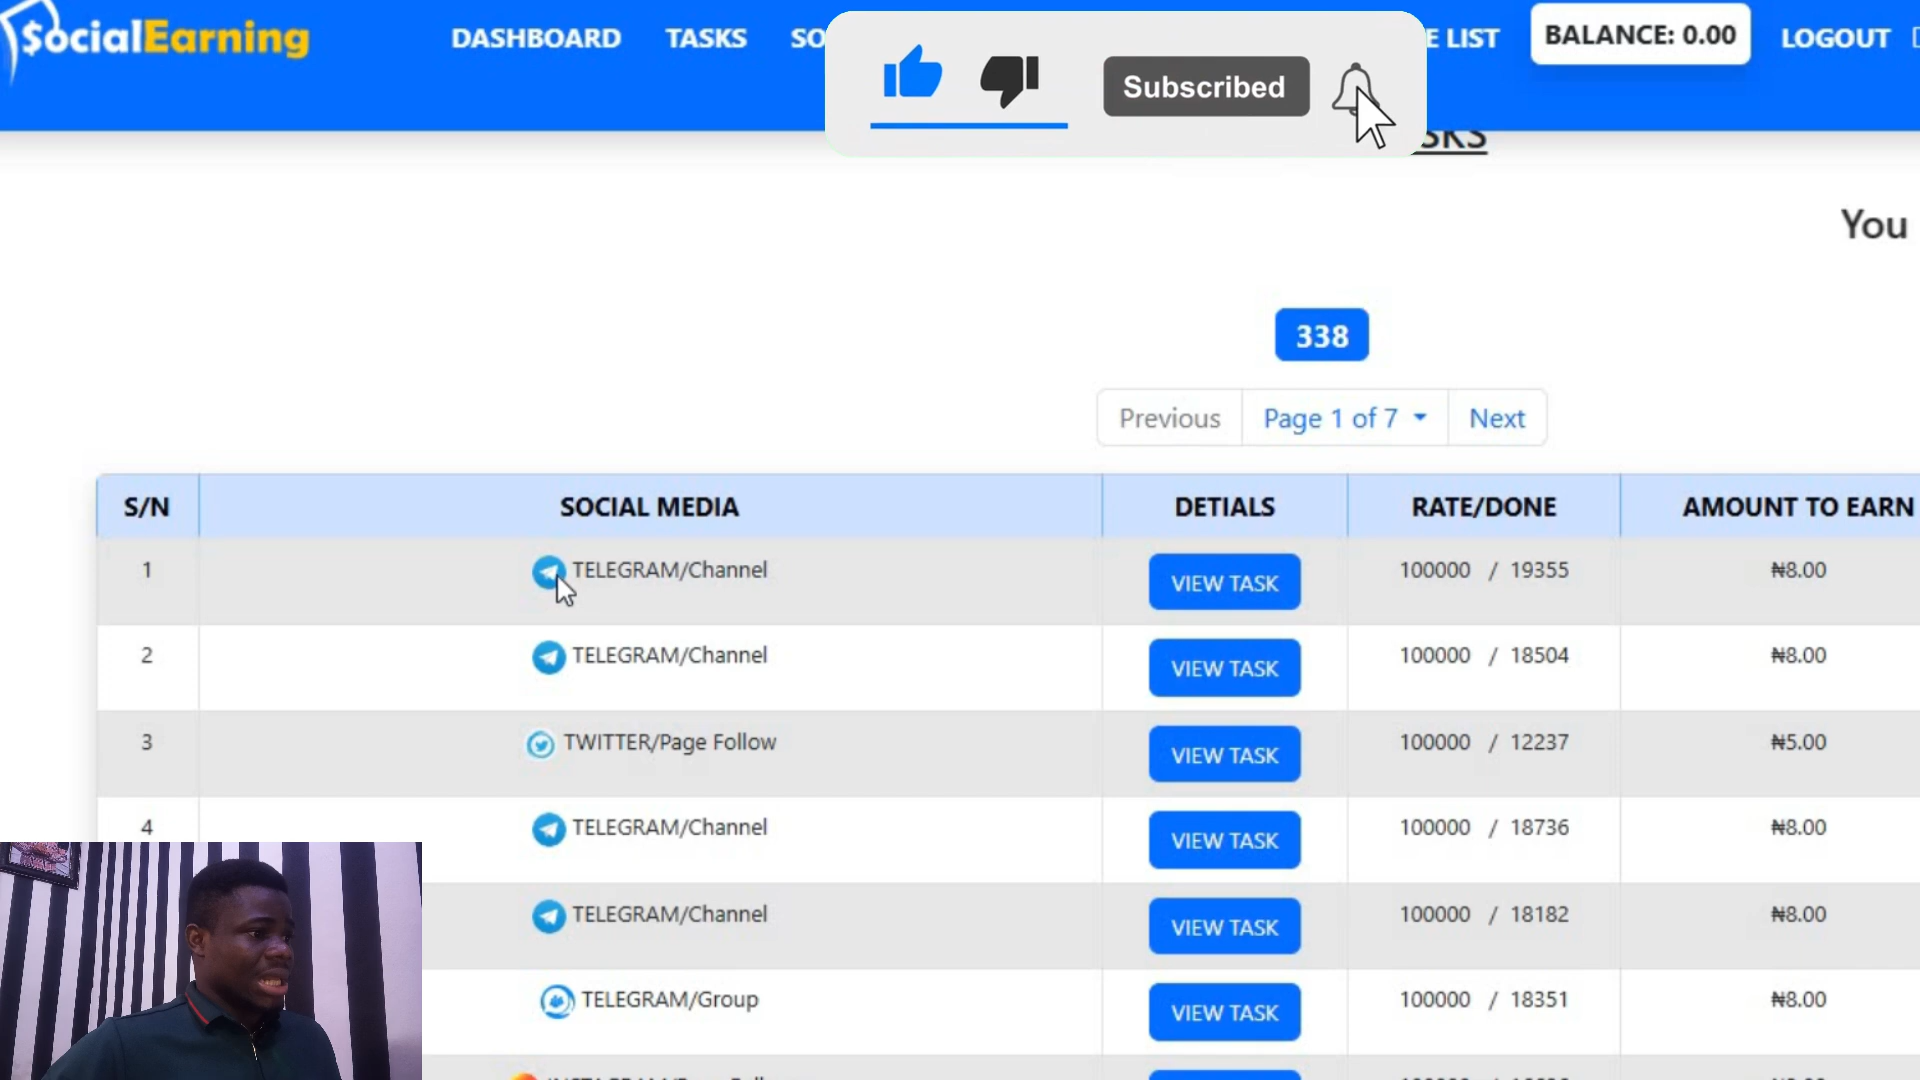 $ocialEarning DASHBOARD TASKS SO E LIST BALANCE: 0.00 LOGOUT
Subscribed
SKS
You
338
Previous Page 1 of 7 Next
S/N SOCIAL MEDIA DETIALS RATE/DONE AMOUNT TO EARN
1 TELEGRAM/Channel VIEW TASK 100000 / 19355 ₦8.00
2 TELEGRAM/Channel VIEW TASK 100000 / 18504 ₦8.00
3 TWITTER/Page Follow VIEW TASK 100000 / 12237 ₦5.00
4 TELEGRAM/Channel VIEW TASK 100000 / 18736 ₦8.00
TELEGRAM/Channel VIEW TASK 100000 / 18182 ₦8.00
TELEGRAM/Group VIEW TASK 100000 / 18351 ₦8.00